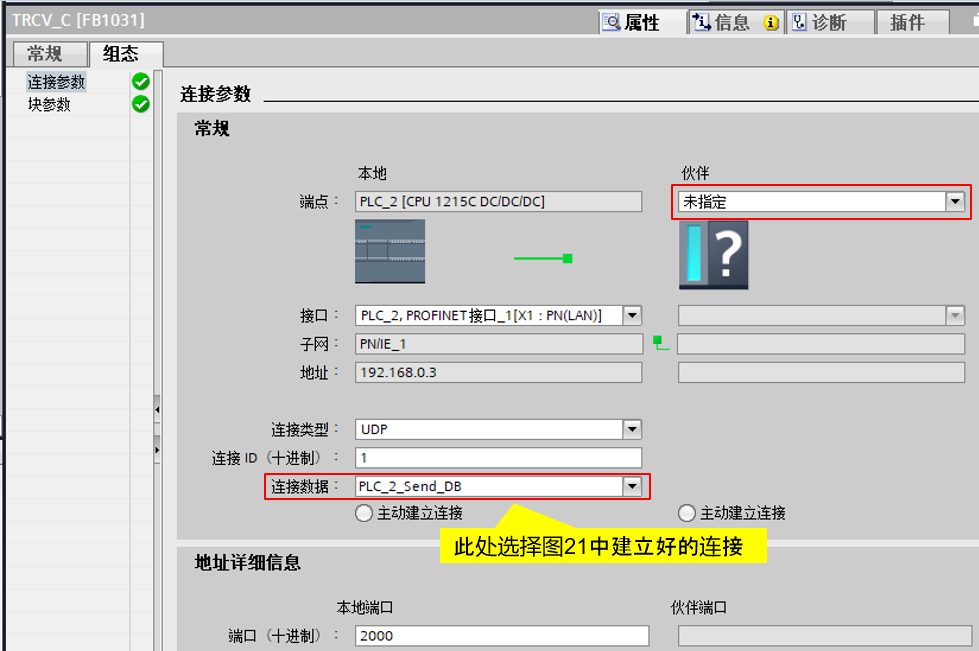 TRCV_C [FB1031]
属性 信息 诊断 插件
常规 组态
连接参数
块参数
连接参数
常规
本地 伙伴
端点： PLC_2 [CPU 1215C DC/DC/DC] 未指定
?
接口： PLC_2, PROFINET接口_1[X1 : PN(LAN)]
子网： PN/IE_1
地址： 192.168.0.3
连接类型： UDP
连接 ID（十进制）： 1
连接数据： PLC_2_Send_DB
主动建立连接 主动建立连接
此处选择图21中建立好的连接
地址详细信息
本地端口 伙伴端口
端口（十进制）： 2000